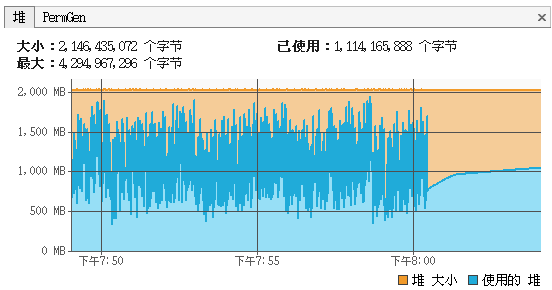 堆 PermGen
大小：2,146,435,072 个字节 已使用：1,114,165,888 个字节
最大：4,294,967,296 个字节
2,000 MB
1,500 MB
1,000 MB
500 MB
0 MB
下午7:50 下午7:55 下午8:00
堆 大小 使用的 堆